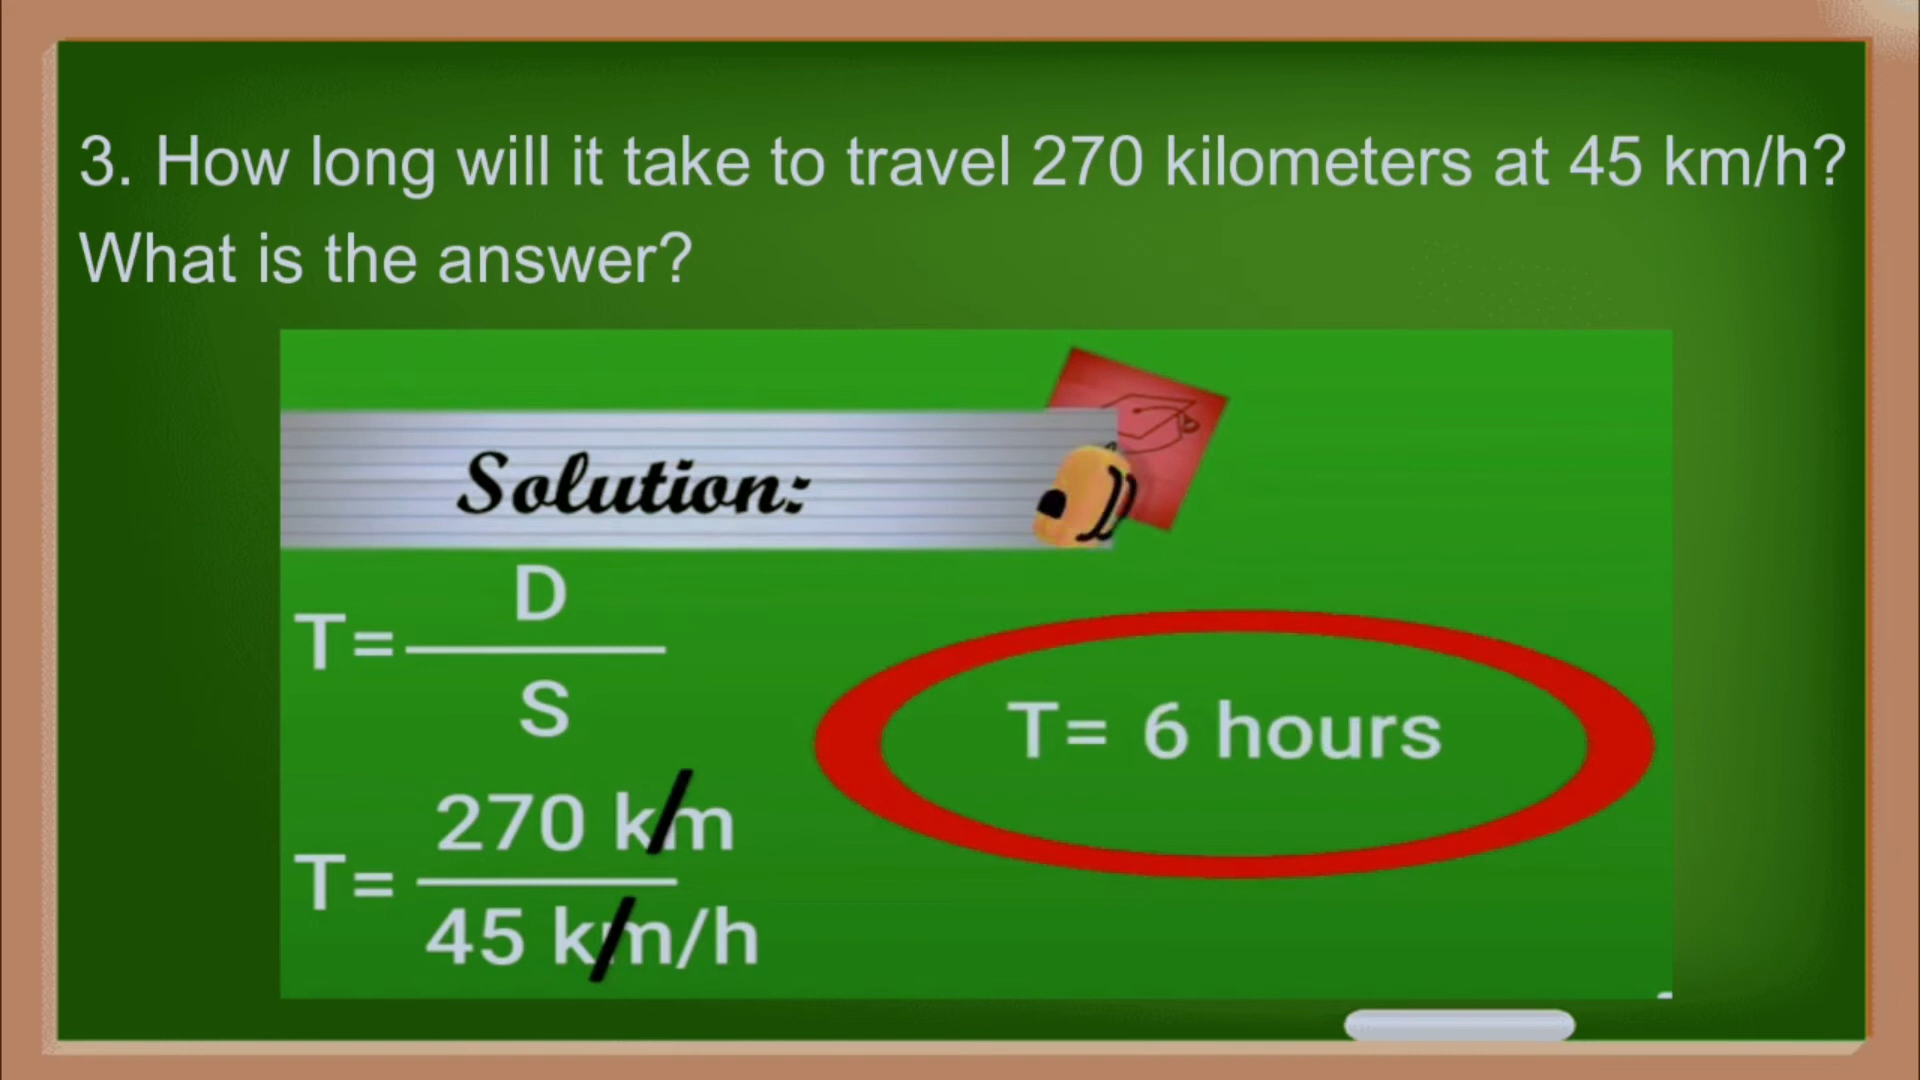 3. How long will it take to travel 270 kilometers at 45 km/h?
What is the answer?
Solution:
T= D
S
T= 6 hours
270 km
T=
45 km/h